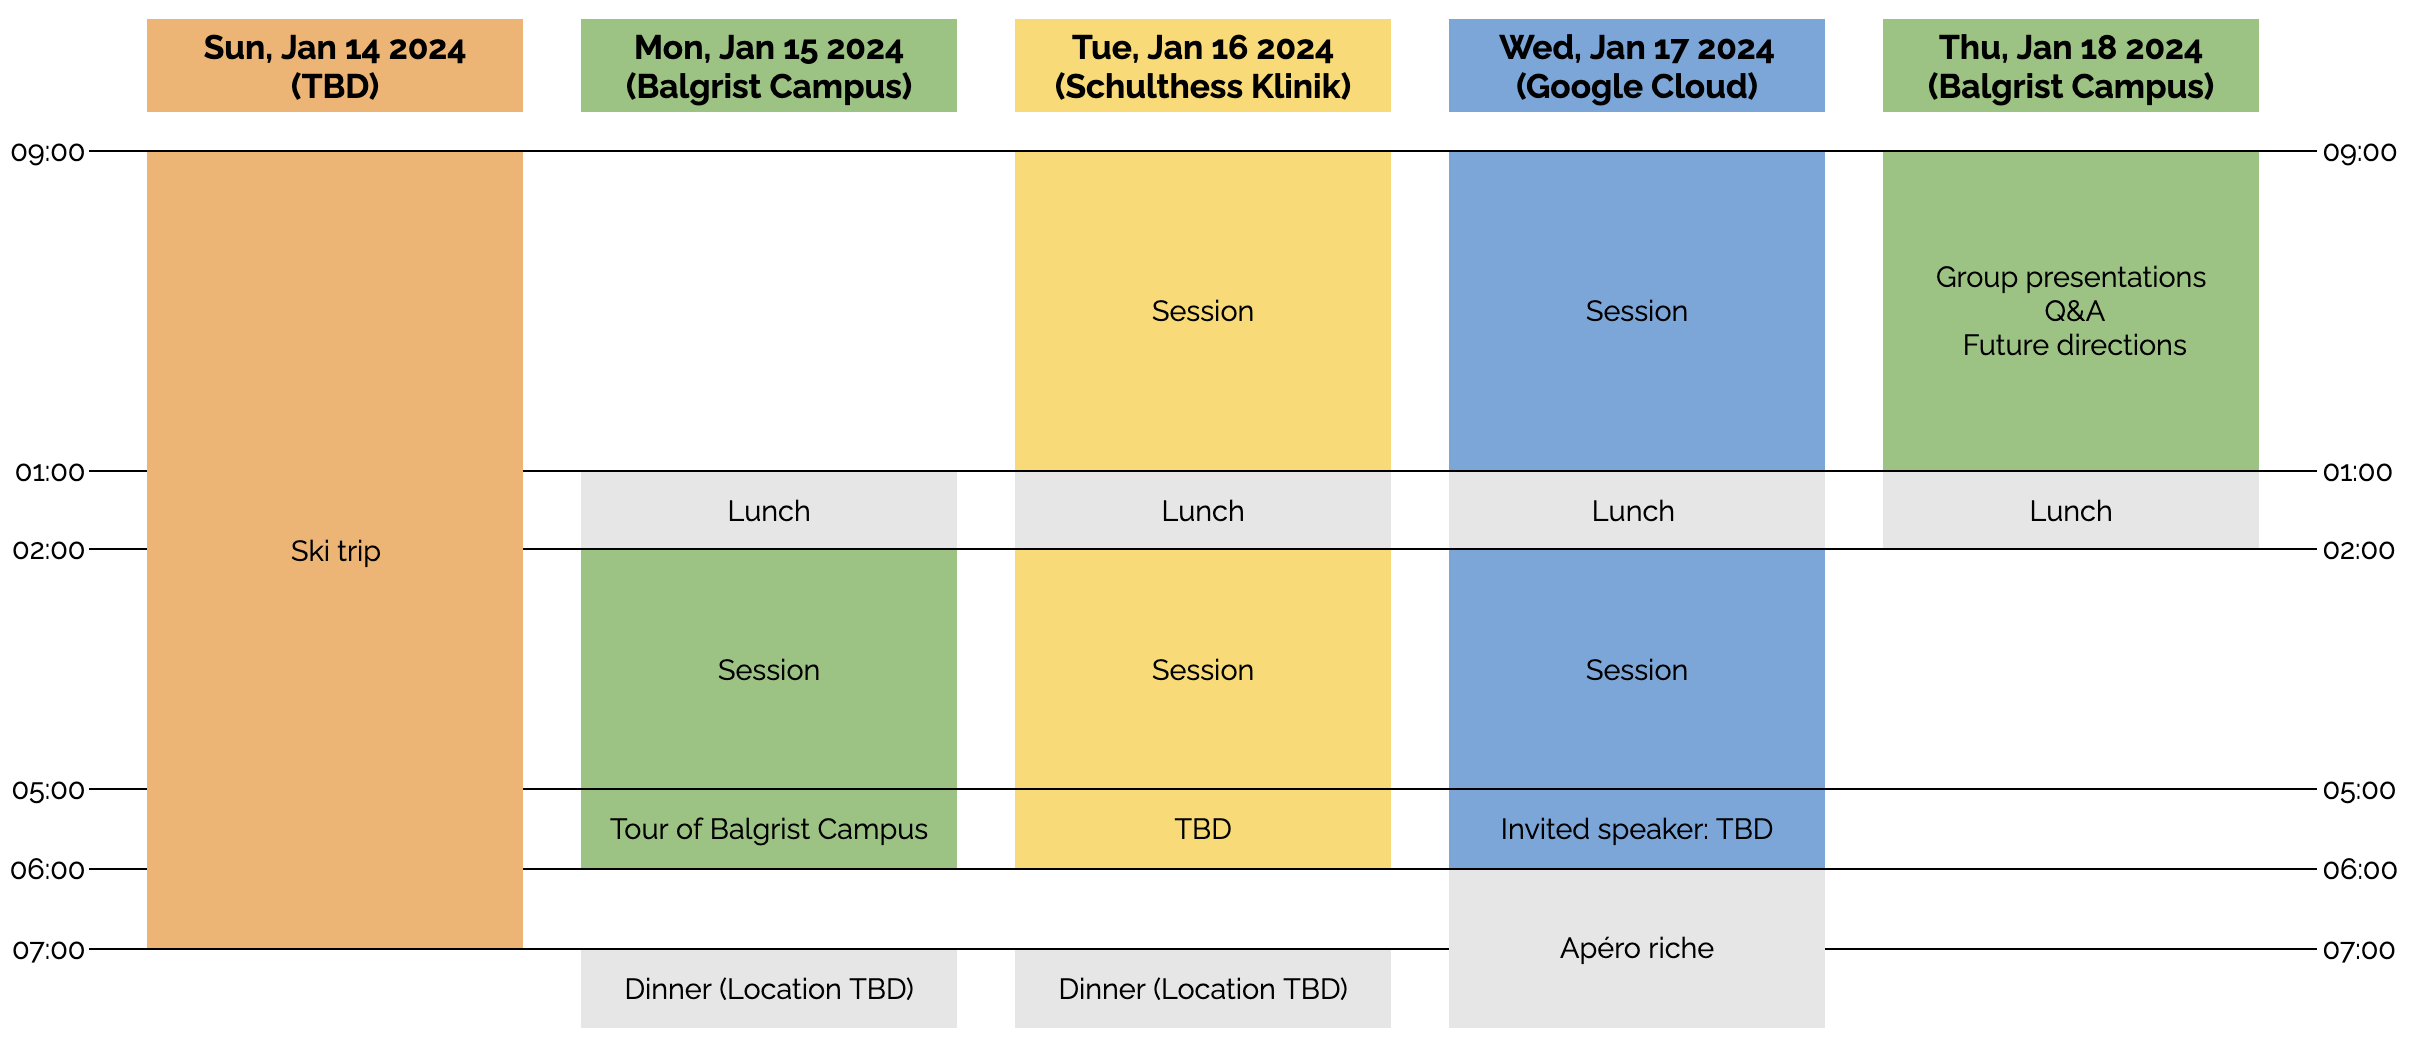 Sun, Jan 14 2024
(TBD)
Mon, Jan 15 2024
(Balgrist Campus)
Tue, Jan 16 2024
(Schulthess Klinik)
Wed, Jan 17 2024
(Google Cloud)
Thu, Jan 18 2024
(Balgrist Campus)
09:00
09:00
Session
Session
Group presentations
Q&A
Future directions
01:00
01:00
Lunch
Lunch
Lunch
Lunch
02:00
Ski trip
02:00
Session
Session
Session
05:00
05:00
Tour of Balgrist Campus
TBD
Invited speaker: TBD
06:00
06:00
07:00
Apéro riche
07:00
Dinner (Location TBD)
Dinner (Location TBD)